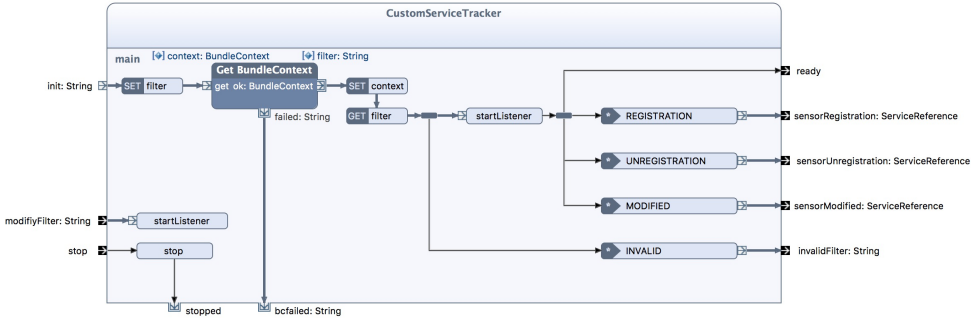 CustomServiceTracker
main
context: BundleContext
filter: String
init: String
SET filter
Get BundleContext
get ok: BundleContext
SET context
ready
failed: String
GET filter
startListener
* REGISTRATION
sensorRegistration: ServiceReference
* UNREGISTRATION
sensorUnregistration: ServiceReference
* MODIFIED
sensorModified: ServiceReference
modifiyFilter: String
startListener
stop
stop
* INVALID
invalidFilter: String
stopped
bcfailed: String